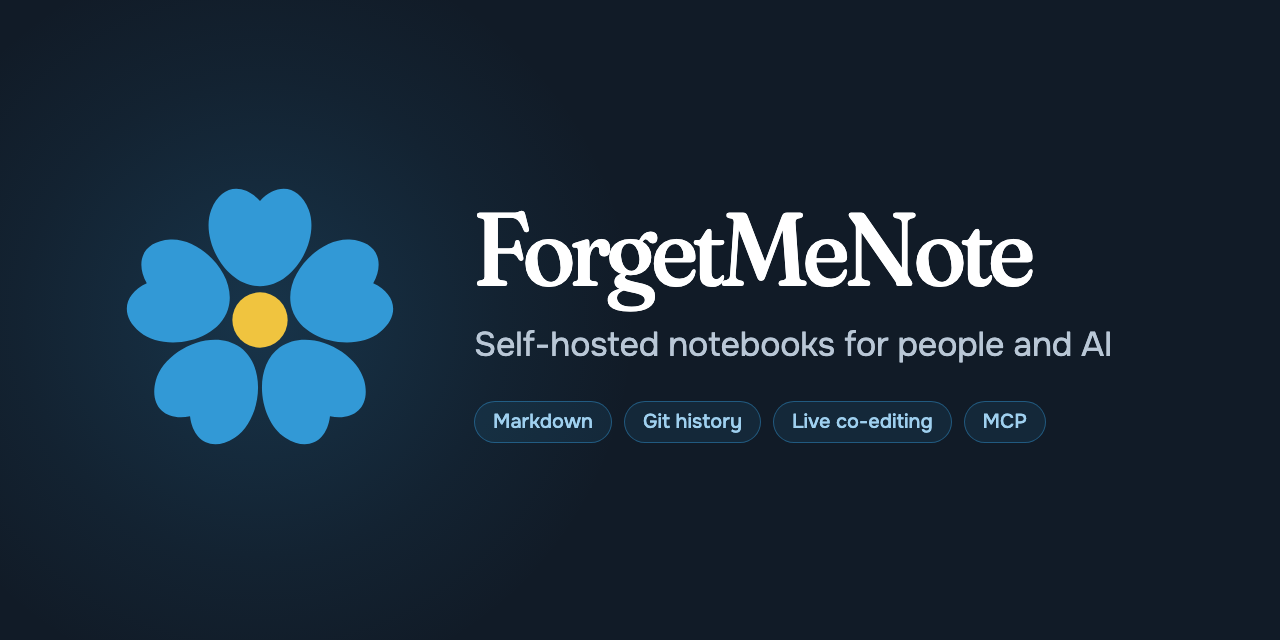 ForgetMeNote
Self-hosted notebooks for people and AI
Markdown Git history Live co-editing MCP